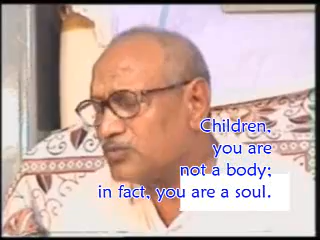 Children,
you are
not a body;
in fact, you are a soul.